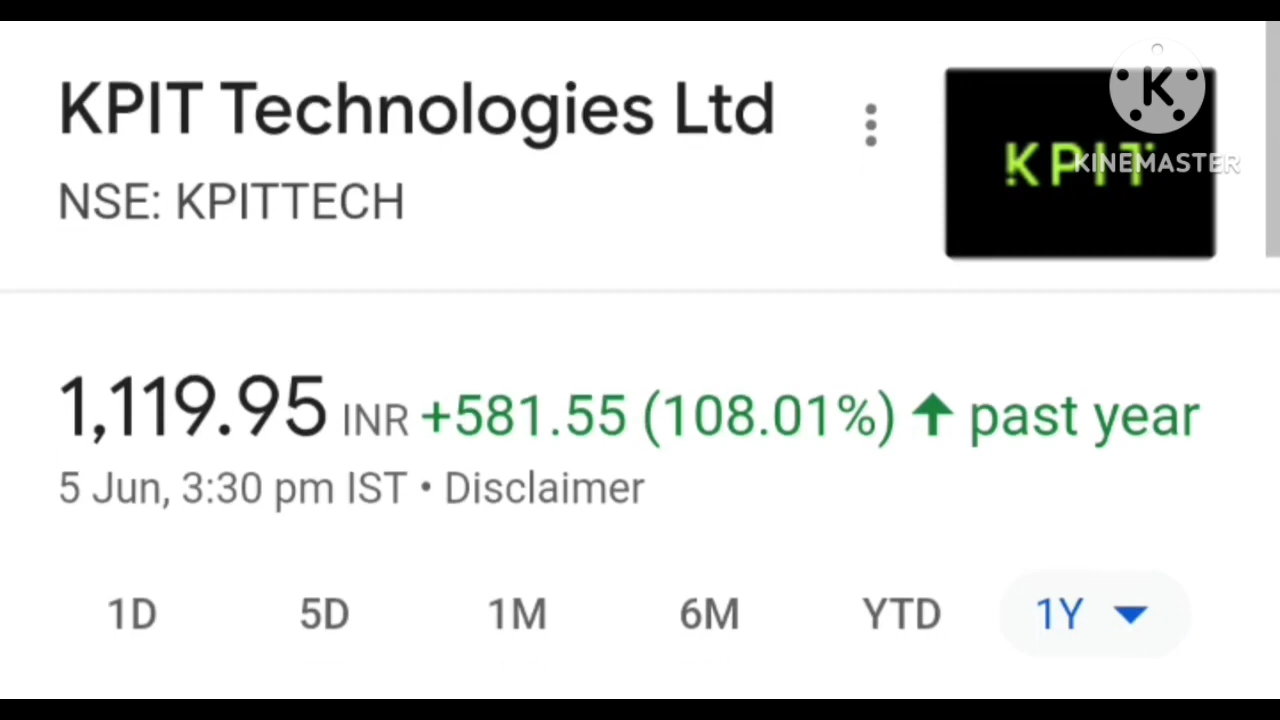 KPIT Technologies Ltd
NSE: KPITTECH
KPIT
K
KINEMASTER
1,119.95 INR +581.55 (108.01%) ↑ past year
5 Jun, 3:30 pm IST • Disclaimer
1D 5D 1M 6M YTD 1Y